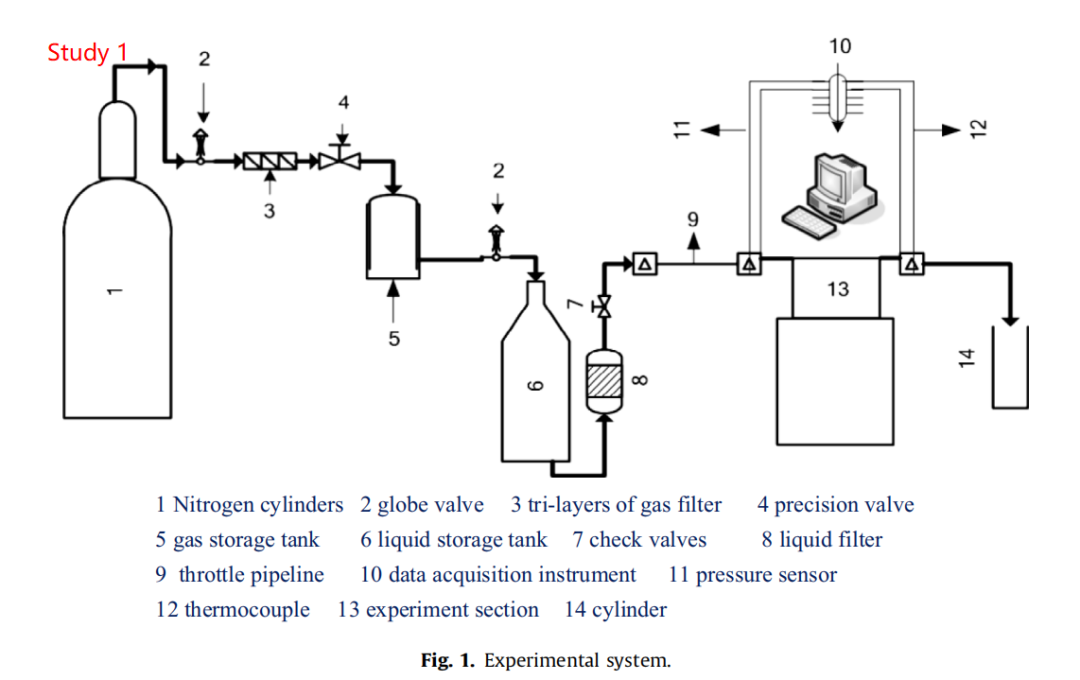 Study 1
2
10
4
11
12
2
3
9
7
1
13
5
14
6
8
1 Nitrogen cylinders 2 globe valve 3 tri-layers of gas filter 4 precision valve
5 gas storage tank 6 liquid storage tank 7 check valves 8 liquid filter
9 throttle pipeline 10 data acquisition instrument 11 pressure sensor
12 thermocouple 13 experiment section 14 cylinder
Fig. 1. Experimental system.